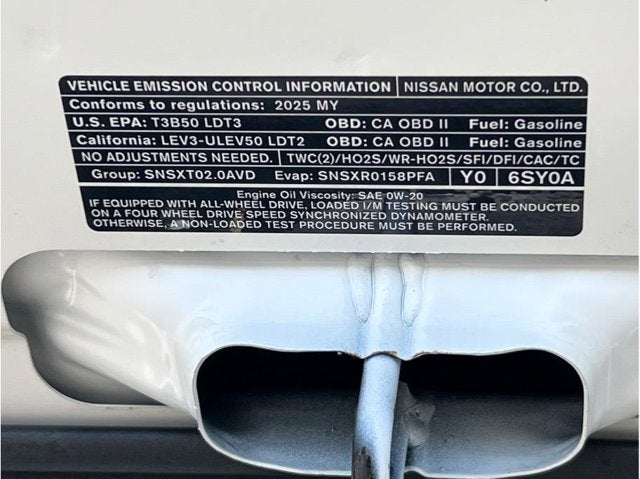 VEHICLE EMISSION CONTROL INFORMATION NISSAN MOTOR CO., LTD.
Conforms to regulations: 2025 MY
U.S. EPA: T3B50 LDT3 OBD: CA OBD II Fuel: Gasoline
California: LEV3-ULEV50 LDT2 OBD: CA OBD II Fuel: Gasoline
NO ADJUSTMENTS NEEDED. TWC(2)/HO2S/WR-HO2S/SFI/DFI/CAC/TC
Group: SNSXT02.0AVD Evap: SNSXR0158PFA Y0 6SY0A
Engine Oil Viscosity: SAE 0W-20
IF EQUIPPED WITH ALL-WHEEL DRIVE, LOADED I/M TESTING MUST BE CONDUCTED
ON A FOUR WHEEL DRIVE SPEED SYNCHRONIZED DYNAMOMETER.
OTHERWISE, A NON-LOADED TEST PROCEDURE MUST BE PERFORMED.